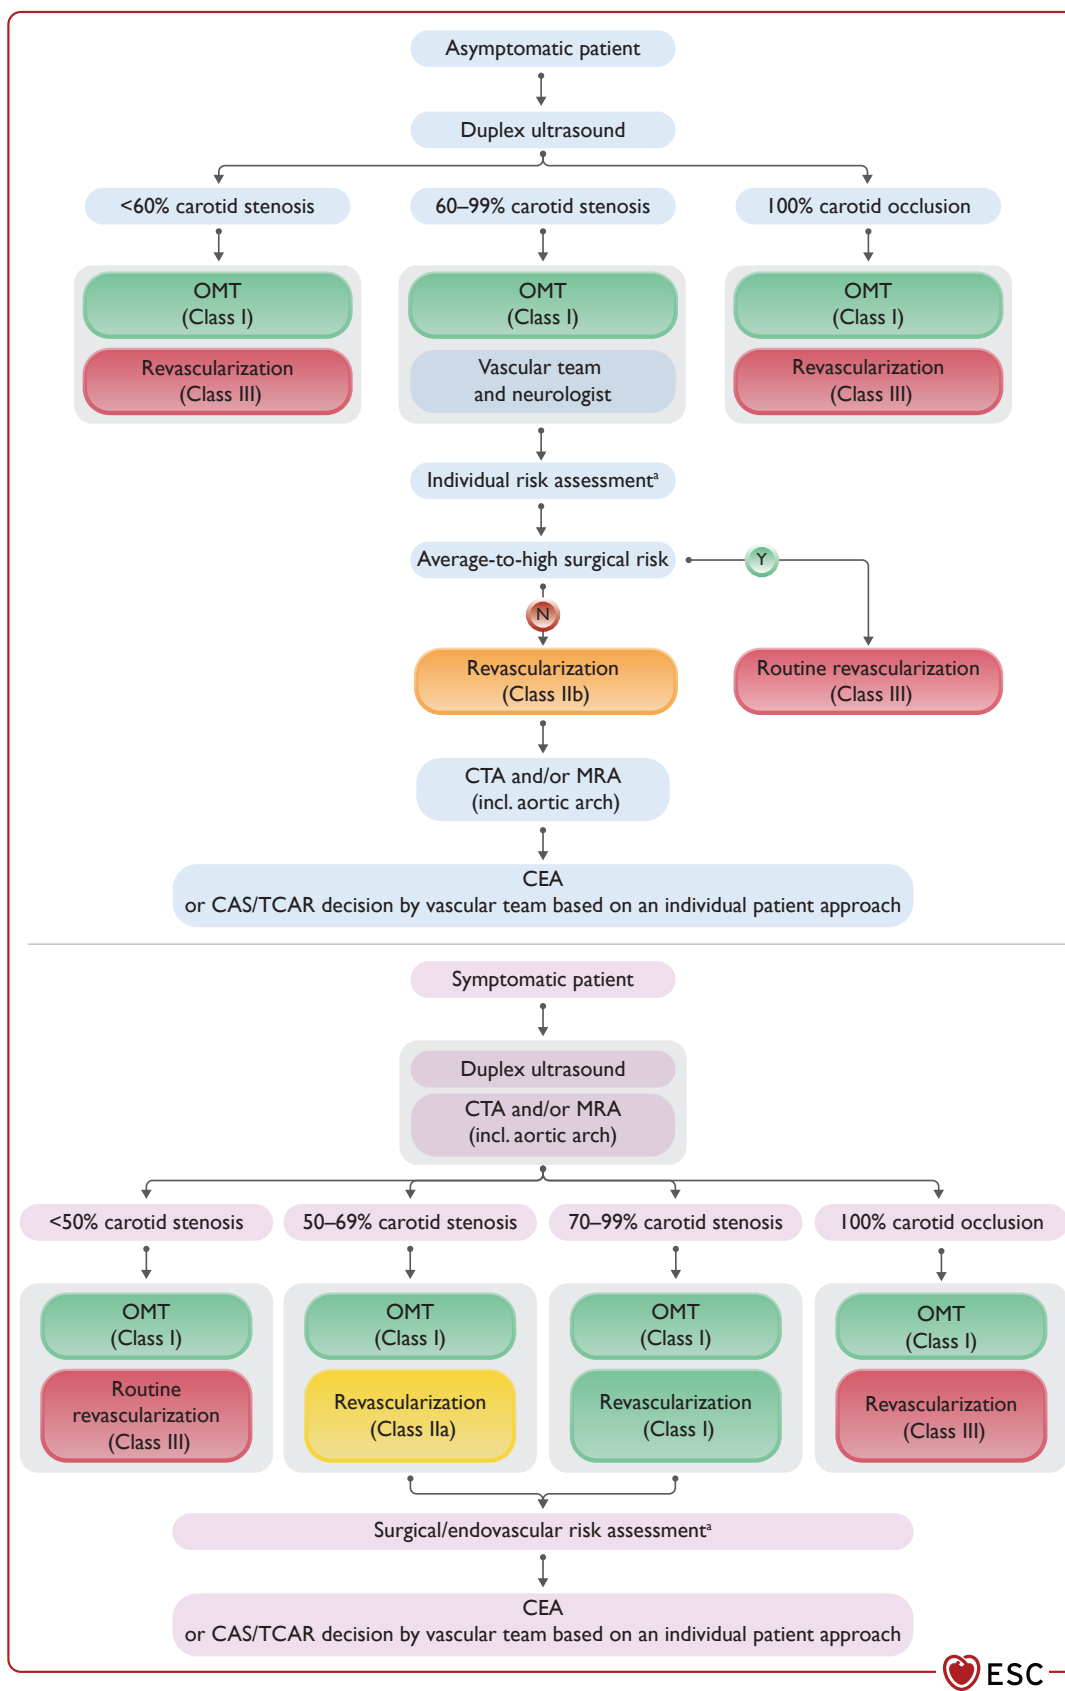 Asymptomatic patient
Duplex ultrasound
<60% carotid stenosis
60–99% carotid stenosis
100% carotid occlusion
OMT
(Class I)
Revascularization
(Class III)
OMT
(Class I)
Vascular team
and neurologist
OMT
(Class I)
Revascularization
(Class III)
Individual risk assessmentᵃ
Average-to-high surgical risk
Y
N
Revascularization
(Class IIb)
Routine revascularization
(Class III)
CTA and/or MRA
(incl. aortic arch)
CEA
or CAS/TCAR decision by vascular team based on an individual patient approach
Symptomatic patient
Duplex ultrasound
CTA and/or MRA
(incl. aortic arch)
<50% carotid stenosis
50–69% carotid stenosis
70–99% carotid stenosis
100% carotid occlusion
OMT
(Class I)
Routine
revascularization
(Class III)
OMT
(Class I)
Revascularization
(Class IIa)
OMT
(Class I)
Revascularization
(Class I)
OMT
(Class I)
Revascularization
(Class III)
Surgical/endovascular risk assessmentᵃ
CEA
or CAS/TCAR decision by vascular team based on an individual patient approach
ESC